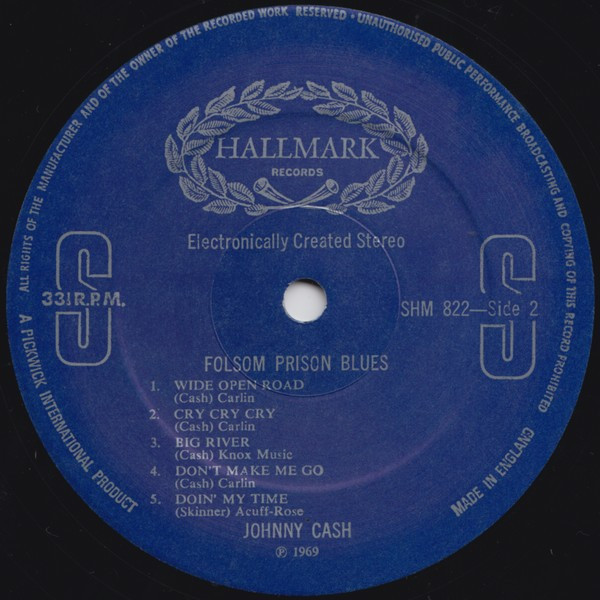 ALL RIGHTS OF THE MANUFACTURER AND OF THE OWNER OF THE RECORDED WORK RESERVED · UNAUTHORISED PUBLIC PERFORMANCE BROADCASTING AND COPYING OF THIS RECORD PROHIBITED
HALLMARK
RECORDS
Electronically Created Stereo
S
S
33⅓ R.P.M.
SHM 822—Side 2
FOLSOM PRISON BLUES
1. WIDE OPEN ROAD
(Cash) Carlin
2. CRY CRY CRY
(Cash) Carlin
3. BIG RIVER
(Cash) Knox Music
4. DON'T MAKE ME GO
(Cash) Carlin
5. DOIN' MY TIME
(Skinner) Acuff-Rose
JOHNNY CASH
℗ 1969
A PICKWICK INTERNATIONAL PRODUCT
MADE IN ENGLAND